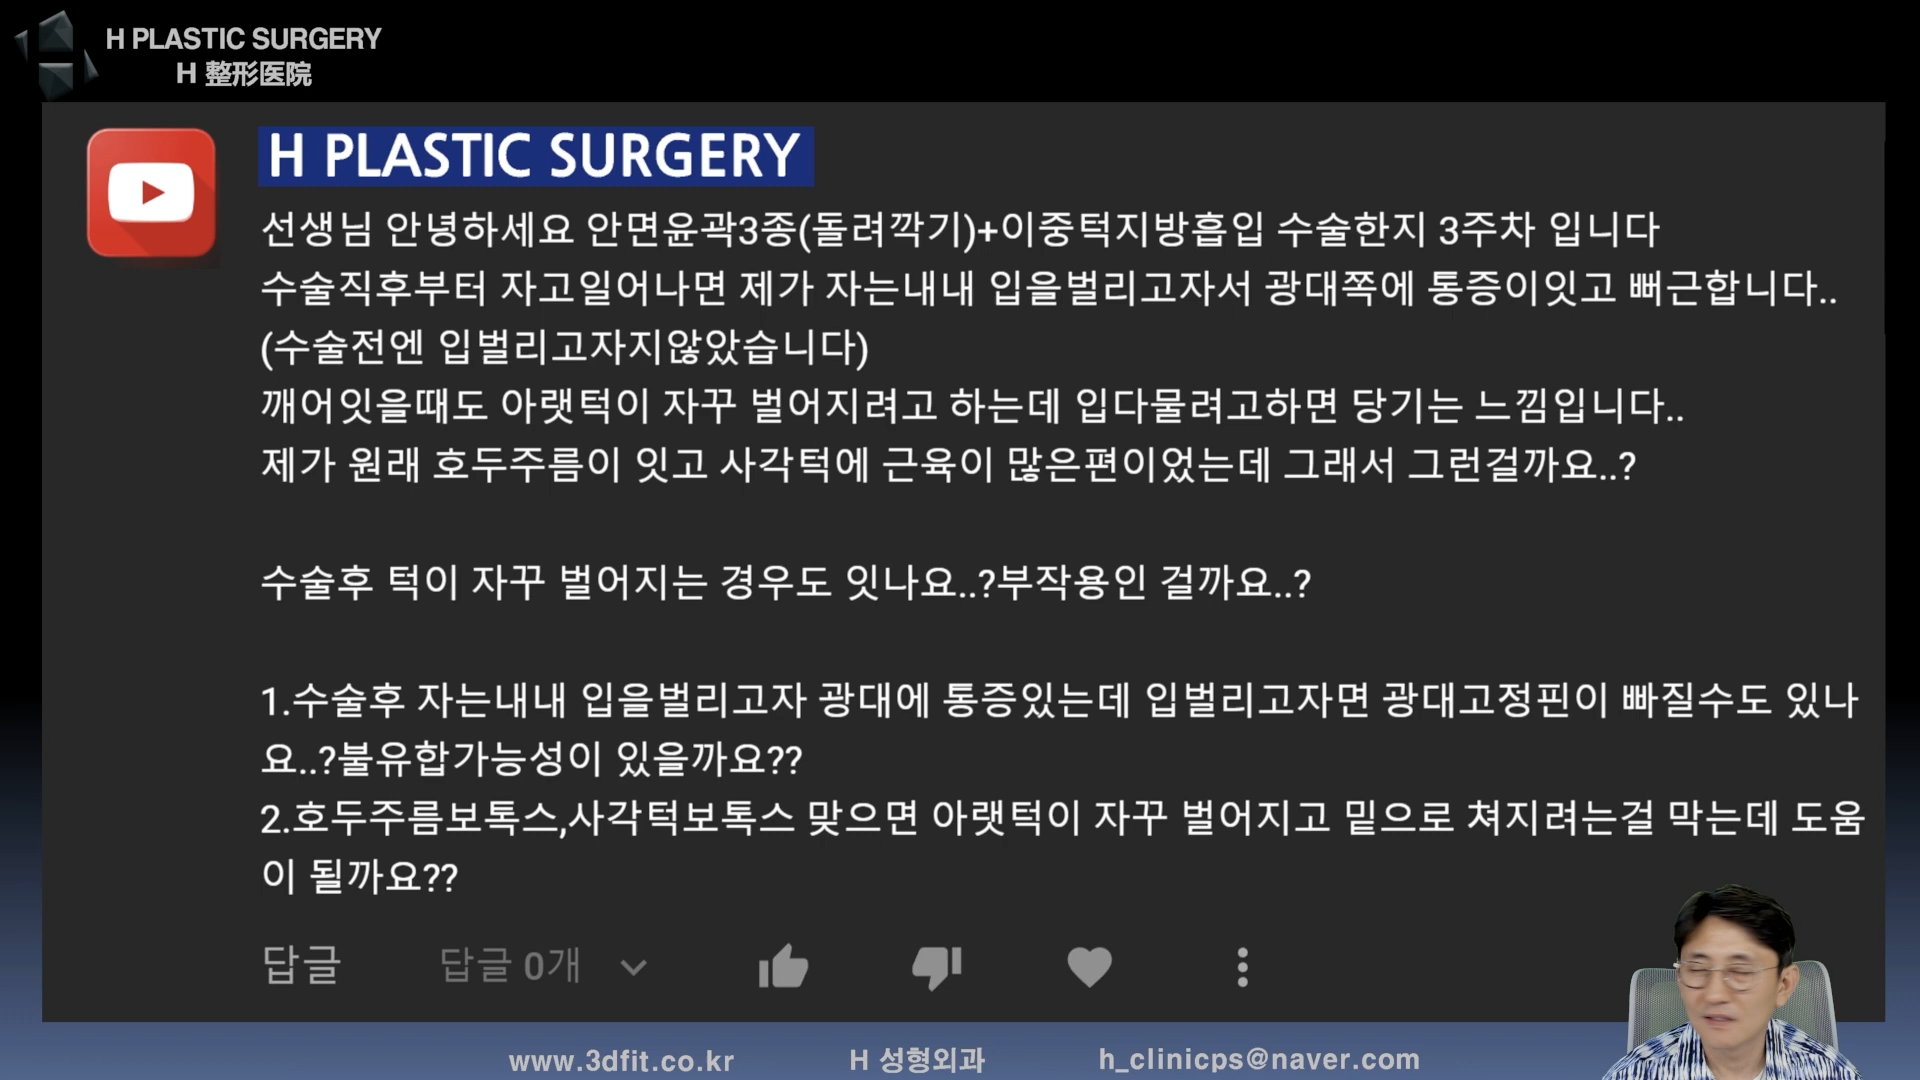 H PLASTIC SURGERY
H 整形医院
H PLASTIC SURGERY
선생님 안녕하세요 안면윤곽3종(돌려깍기)+이중턱지방흡입 수술한지 3주차 입니다
수술직후부터 자고일어나면 제가 자는내내 입을벌리고자서 광대쪽에 통증이잇고 뻐근합니다..
(수술전엔 입벌리고자지않았습니다)
깨어잇을때도 아랫턱이 자꾸 벌어지려고 하는데 입다물려고하면 당기는 느낌입니다..
제가 원래 호두주름이 잇고 사각턱에 근육이 많은편이었는데 그래서 그런걸까요..?
수술후 턱이 자꾸 벌어지는 경우도 잇나요..?부작용인 걸까요..?
1.수술후 자는내내 입을벌리고자 광대에 통증있는데 입벌리고자면 광대고정핀이 빠질수도 있나
요..?불유합가능성이 있을까요??
2.호두주름보톡스,사각턱보톡스 맞으면 아랫턱이 자꾸 벌어지고 밑으로 쳐지려는걸 막는데 도움
이 될까요??
답글 답글 0개
www.3dfit.co.kr H 성형외과 h_clinicps@naver.com